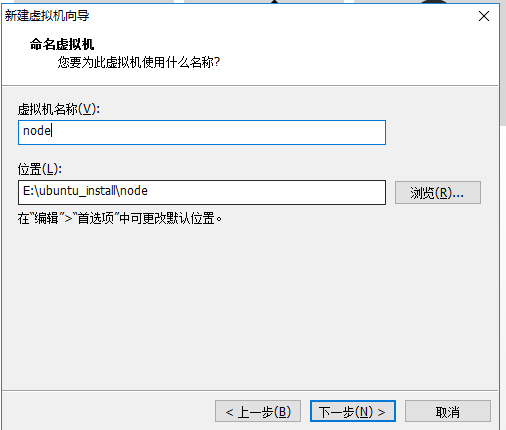 新建虚拟机向导
命名虚拟机
您要为此虚拟机使用什么名称?
虚拟机名称(V):
node
位置(L):
E:\ubuntu_install\node
浏览(R)...
在“编辑”>“首选项”中可更改默认位置。
< 上一步(B)
下一步(N) >
取消